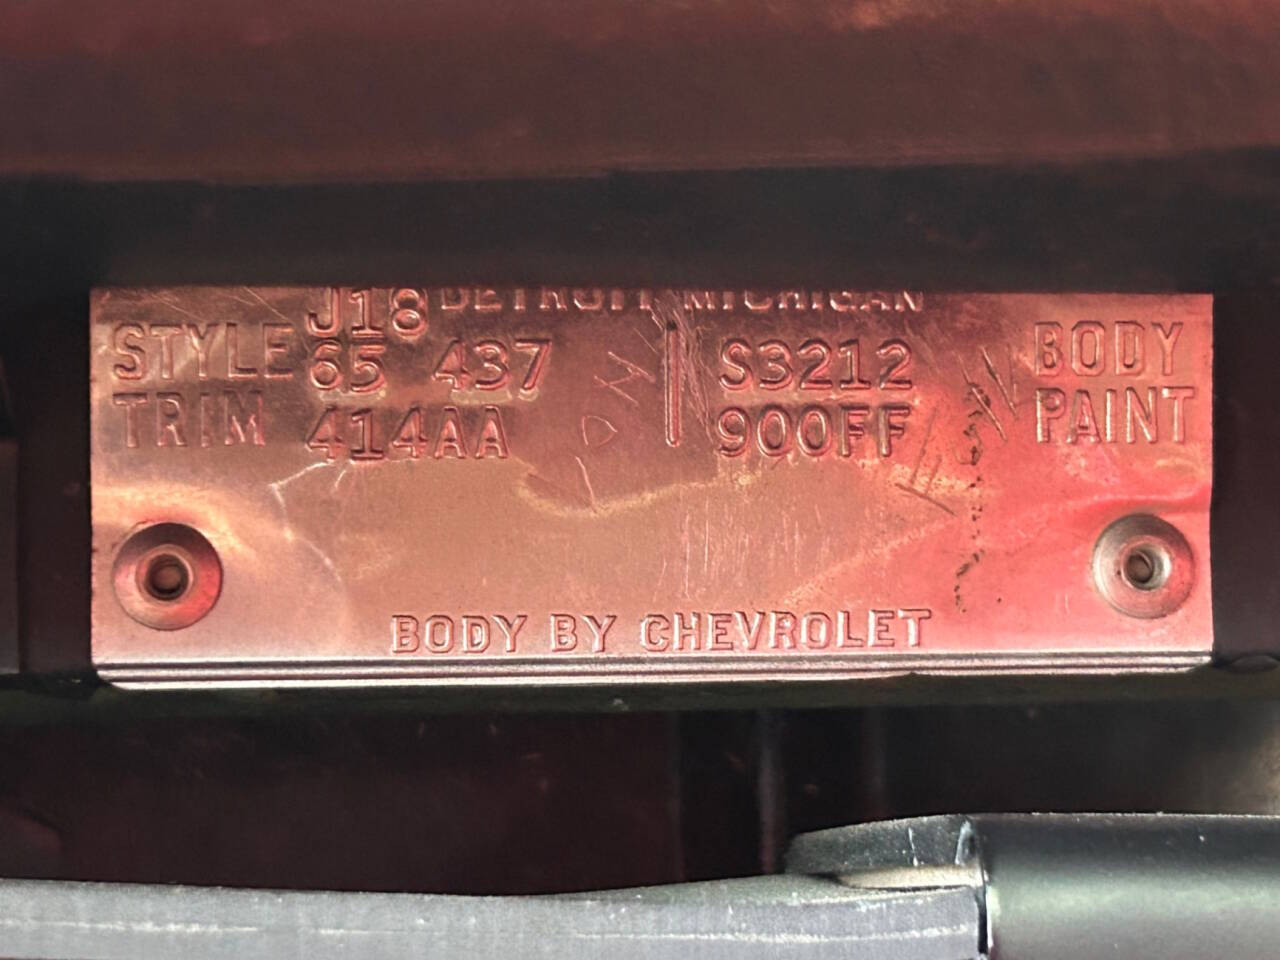 J18 DETROIT MICHIGAN
STYLE 65 437 S3212 BODY
TRIM 414AA 900FF PAINT
BODY BY CHEVROLET